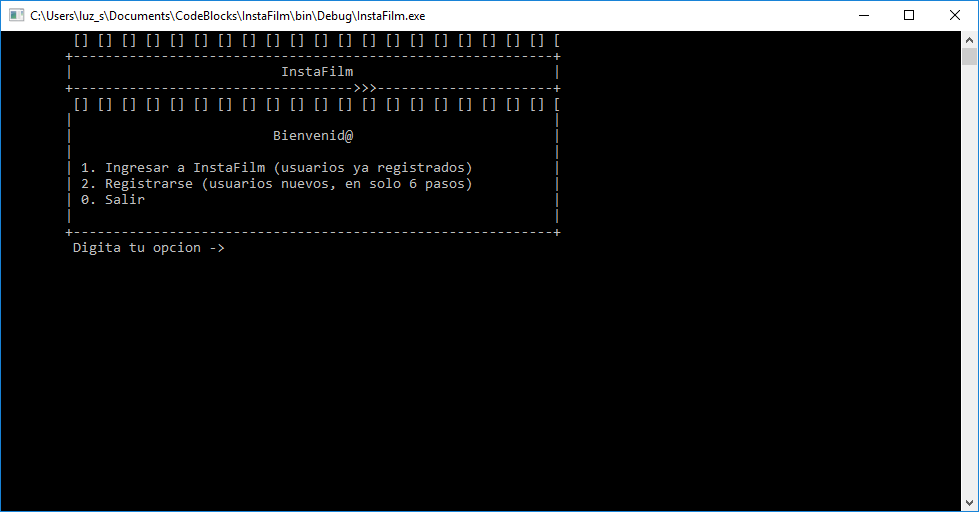 C:\Users\luz_s\Documents\CodeBlocks\InstaFilm\bin\Debug\InstaFilm.exe
[] [] [] [] [] [] [] [] [] [] [] [] [] [] [] [] [] [] [] [] [
+------------------------------------------------------------+
| InstaFilm |
+----------------------------------->>>----------------------+
[] [] [] [] [] [] [] [] [] [] [] [] [] [] [] [] [] [] [] [] [
| |
| Bienvenid@ |
| |
| 1. Ingresar a InstaFilm (usuarios ya registrados) |
| 2. Registrarse (usuarios nuevos, en solo 6 pasos) |
| 0. Salir |
| |
+------------------------------------------------------------+
Digita tu opcion ->